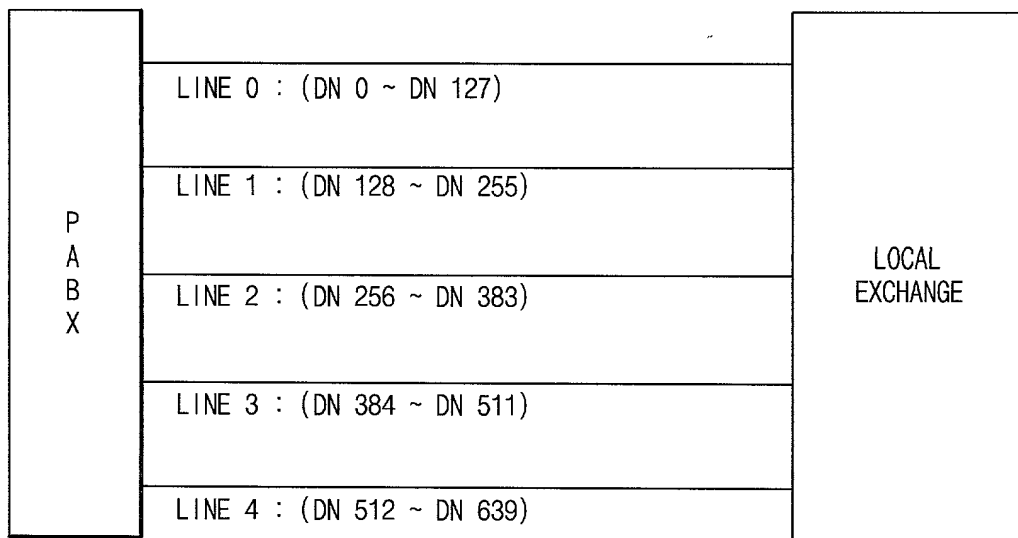 LINE 0 : (DN 0 ~ DN 127)
LINE 1 : (DN 128 ~ DN 255)
PABX
LOCAL
EXCHANGE
LINE 2 : (DN 256 ~ DN 383)
LINE 3 : (DN 384 ~ DN 511)
LINE 4 : (DN 512 ~ DN 639)